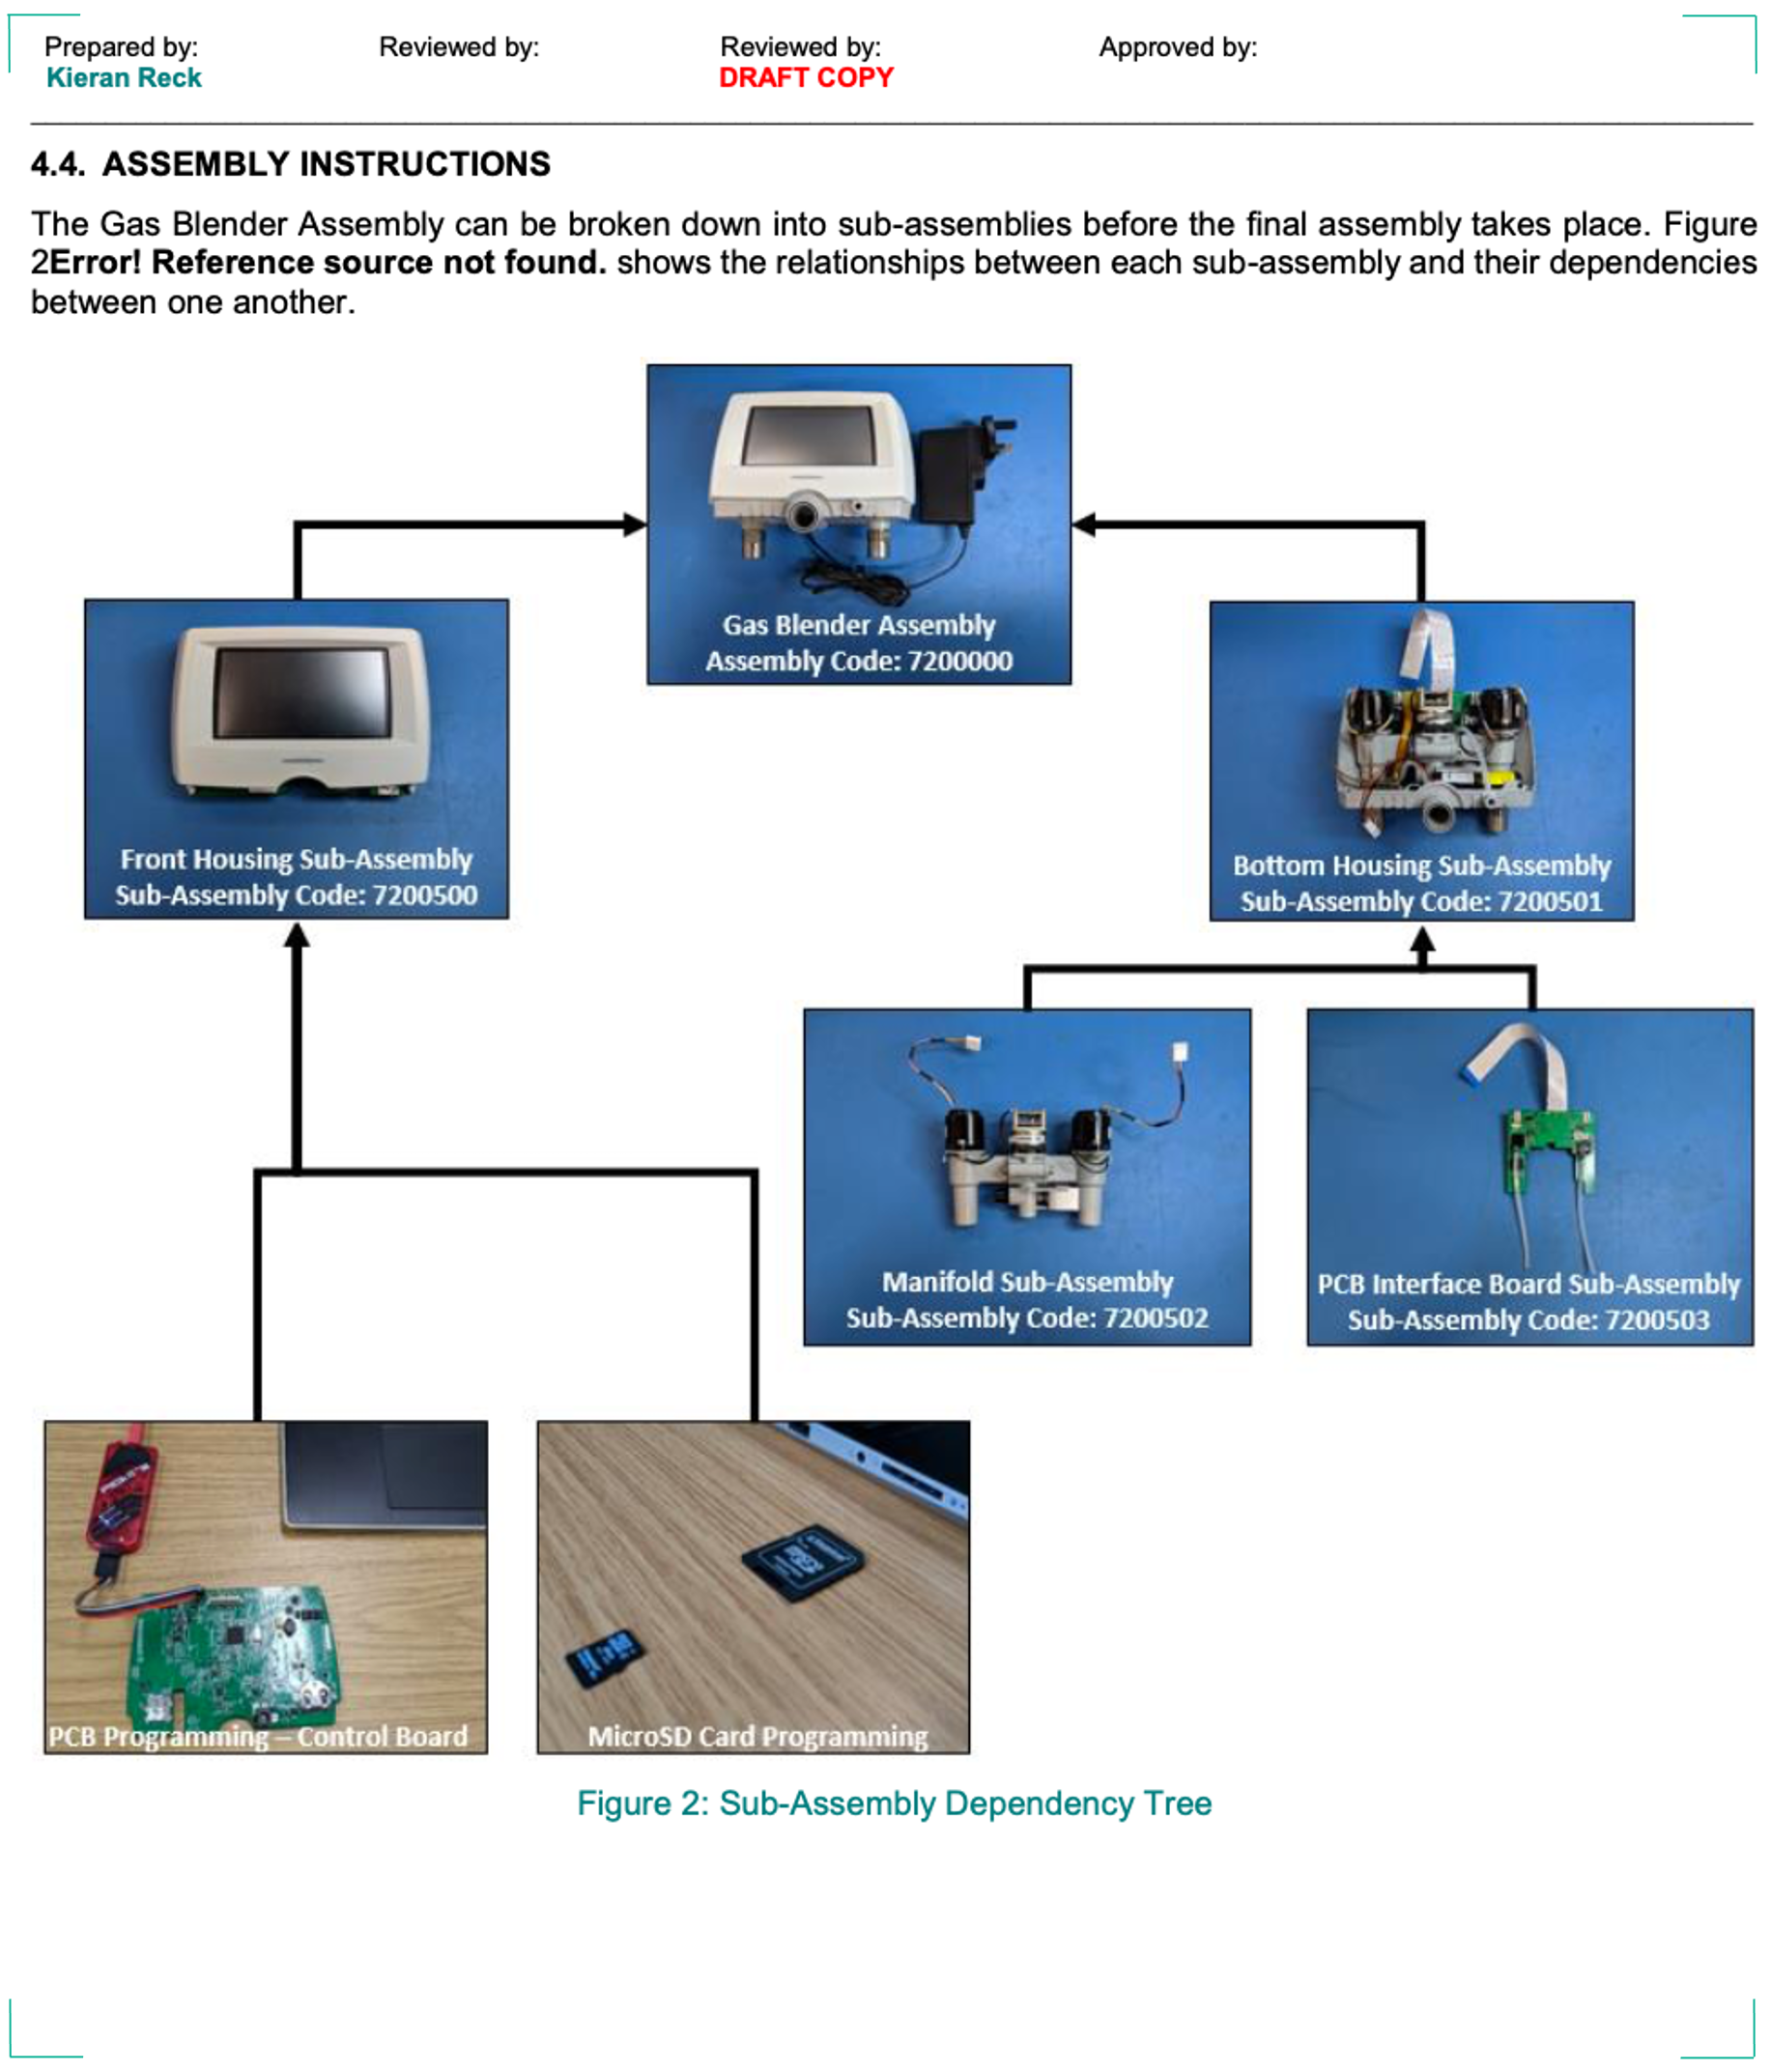 Prepared by: Reviewed by: Reviewed by: Approved by:
Kieran Reck DRAFT COPY
4.4. ASSEMBLY INSTRUCTIONS
The Gas Blender Assembly can be broken down into sub-assemblies before the final assembly takes place. Figure
2Error! Reference source not found. shows the relationships between each sub-assembly and their dependencies
between one another.
Gas Blender Assembly
Assembly Code: 7200000
Front Housing Sub-Assembly
Sub-Assembly Code: 7200500
Bottom Housing Sub-Assembly
Sub-Assembly Code: 7200501
Manifold Sub-Assembly
Sub-Assembly Code: 7200502
PCB Interface Board Sub-Assembly
Sub-Assembly Code: 7200503
PCB Programming – Control Board
MicroSD Card Programming
Figure 2: Sub-Assembly Dependency Tree